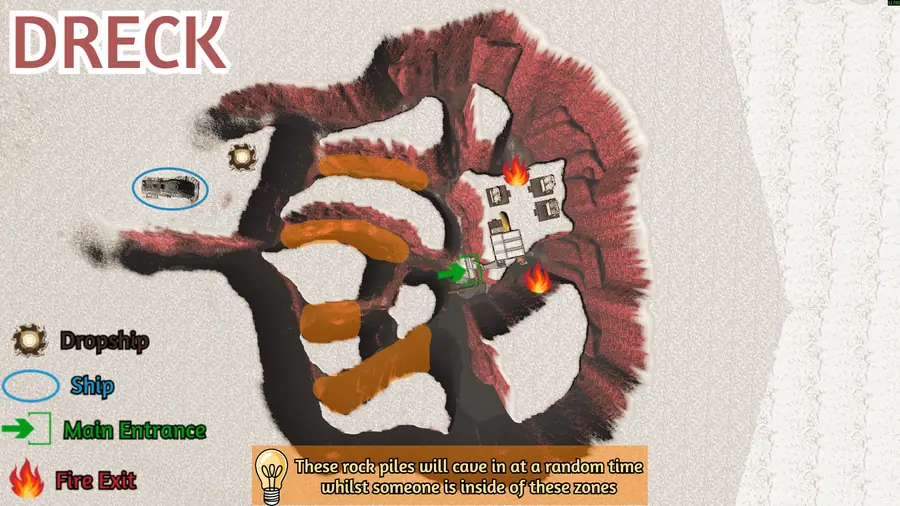 DRECK
Dropship
Ship
Main Entrance
Fire Exit
These rock piles will cave in at a random time
whilst someone is inside of these zones